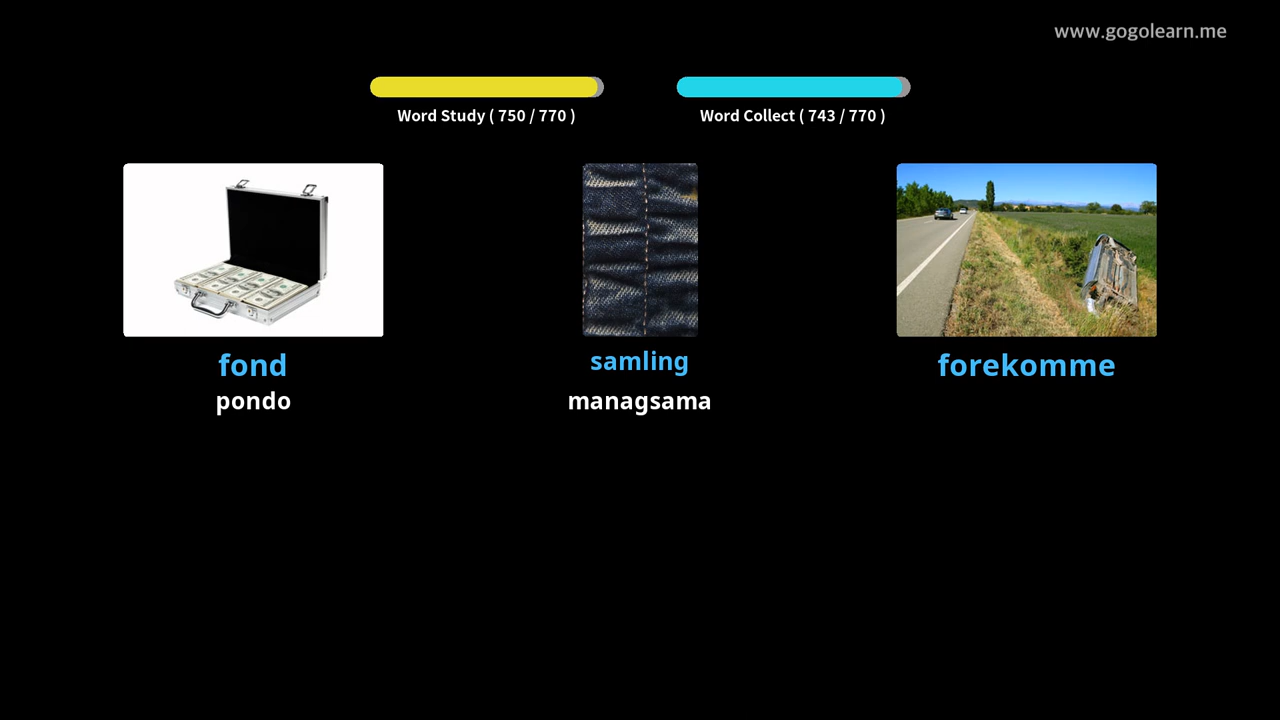 www.gogolearn.me
Word Study ( 750 / 770 )
Word Collect ( 743 / 770 )
fond
pondo
samling
managsama
forekomme